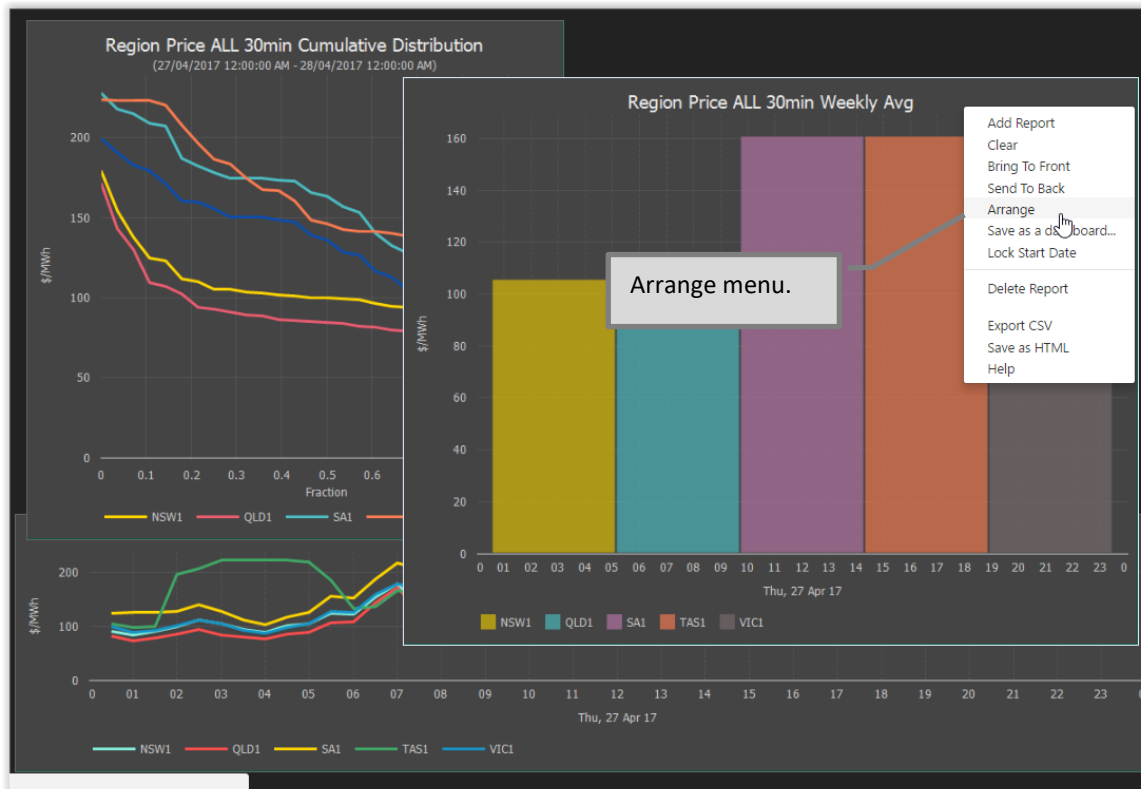 Region Price ALL 30min Cumulative Distribution
(27/04/2017 12:00:00 AM - 28/04/2017 12:00:00 AM)
200
150
100
50
0
$/MWh
0 0.1 0.2 0.3 0.4 0.5 0.6
Fraction
NSW1 QLD1 SA1
Region Price ALL 30min Weekly Avg
160
140
120
100
80
60
40
20
0
$/MWh
0 01 02 03 04 05 06 07 08 09 10 11 12 13 14 15 16 17 18 19 20 21 22 23 0
Thu, 27 Apr 17
NSW1 QLD1 SA1 TAS1 VIC1
Add Report
Clear
Bring To Front
Send To Back
Arrange
Save as a d board...
Lock Start Date
Delete Report
Export CSV
Save as HTML
Help
Arrange menu.
200
100
0
$/MWh
0 01 02 03 04 05 06 07 08 09 10 11 12 13 14 15 16 17 18 19 20 21 22 23
Thu, 27 Apr 17
NSW1 QLD1 SA1 TAS1 VIC1